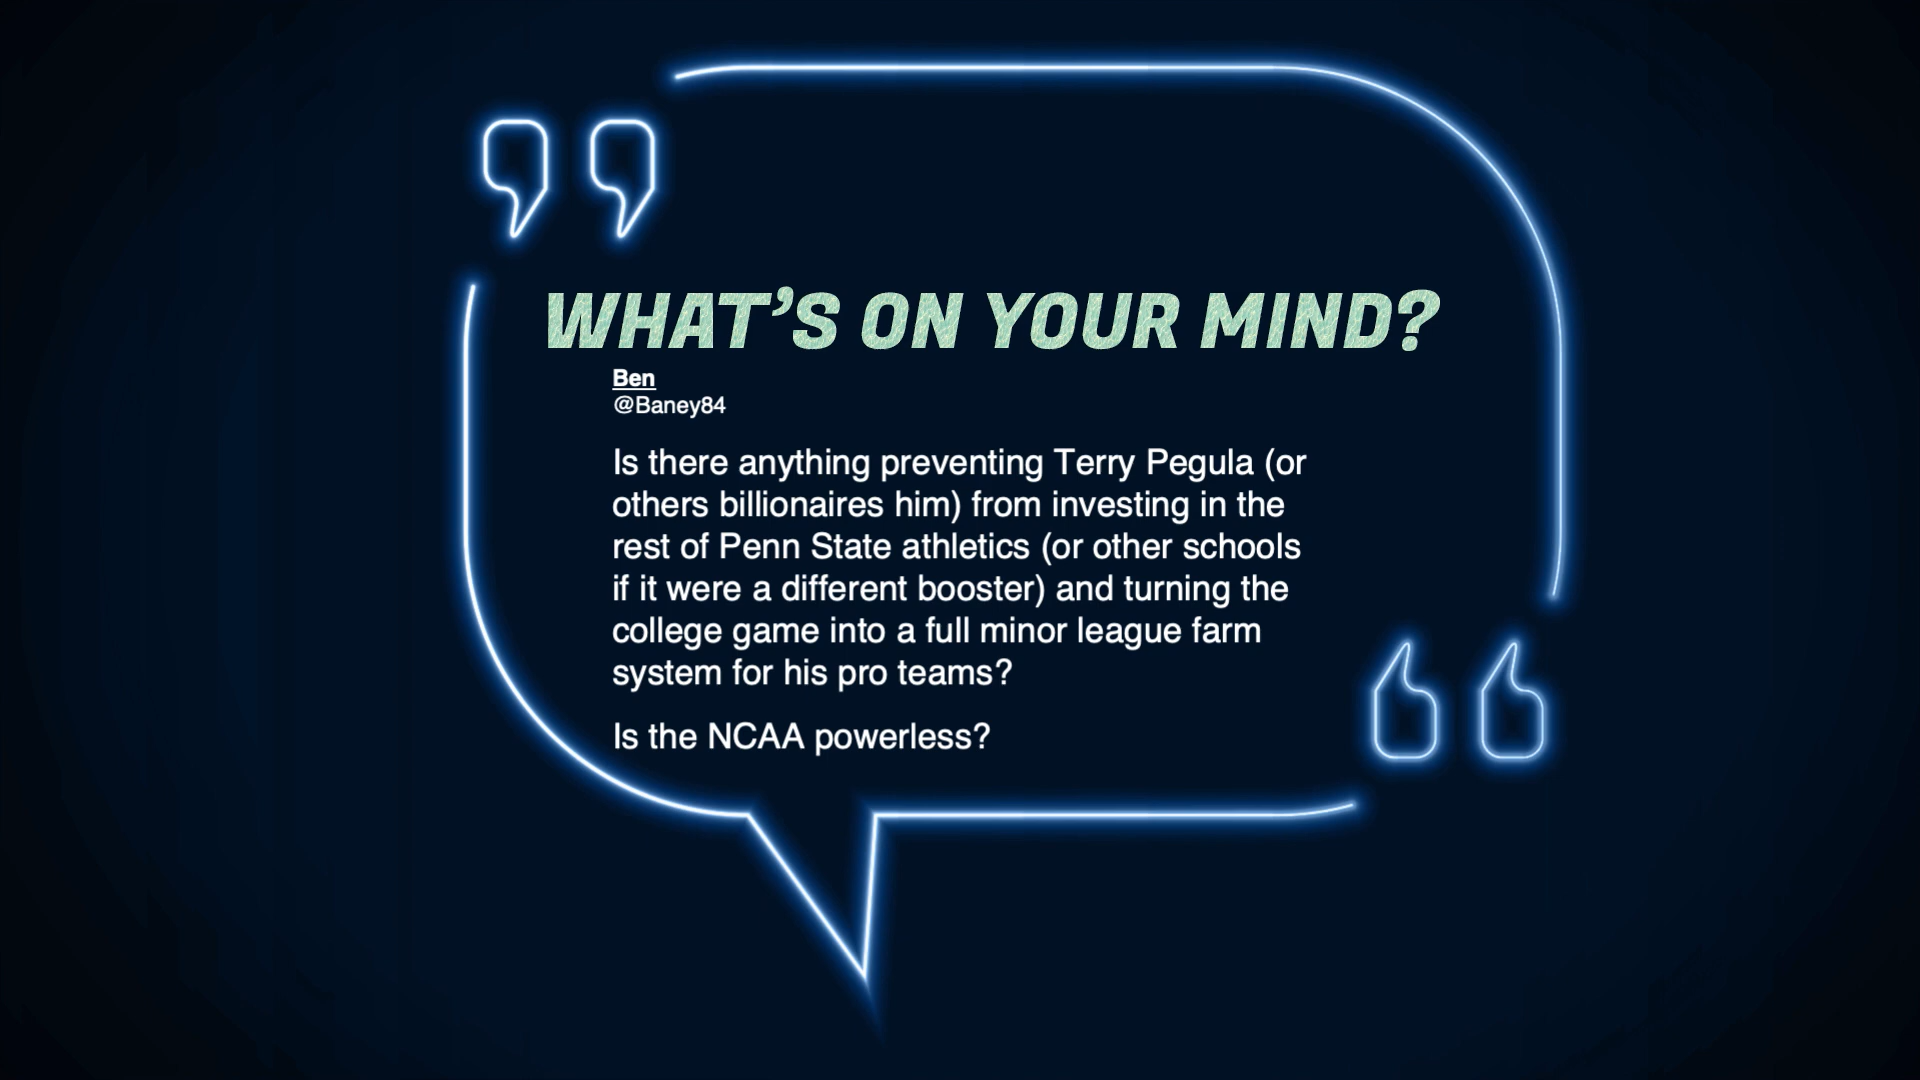 WHAT'S ON YOUR MIND?
Ben
@Baney84
Is there anything preventing Terry Pegula (or
others billionaires him) from investing in the
rest of Penn State athletics (or other schools
if it were a different booster) and turning the
college game into a full minor league farm
system for his pro teams?
Is the NCAA powerless?